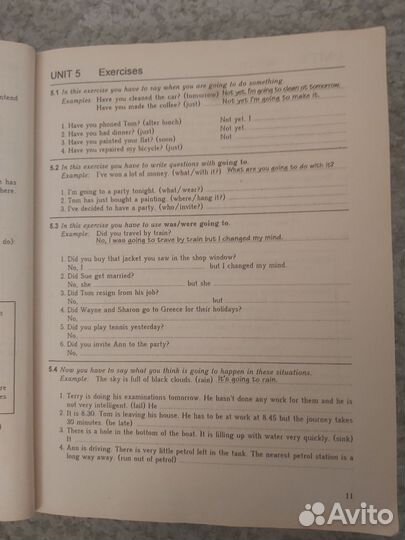 UNIT 5 Exercises
5.1 In this exercise you have to say when you are going to do something.
Examples: Have you cleaned the car? (tomorrow) Not yet. I'm going to clean it tomorrow.
Have you made the coffee? (just) Not yet. I'm just going to make it.
1. Have you phoned Tom? (after lunch) Not yet. I
2. Have you had dinner? (just) Not yet.
3. Have you painted your flat? (soon) Not
4. Have you repaired my bicycle? (just)
5.2 In this exercise you have to write questions with going to.
Example: I've won a lot of money. (what/with it?) What are you going to do with it?
1. I'm going to a party tonight. (what/wear?)
2. Tom has just bought a painting. (where/hang it?)
3. I've decided to have a party. (who/invite?)
5.3 In this exercise you have to use was/were going to.
Example: Did you travel by train?
No, I was going to travel by train but I changed my mind.
1. Did you buy that jacket you saw in the shop window?
No, I but I changed my mind.
2. Did Sue get married?
No, she but she
3. Did Tom resign from his job?
No, but
4. Did Wayne and Sharon go to Greece for their holidays?
No,
5. Did you play tennis yesterday?
No,
6. Did you invite Ann to the party?
No,
5.4 Now you have to say what you think is going to happen in these situations.
Example: The sky is full of black clouds. (rain) It's going to rain.
1. Terry is doing his examinations tomorrow. He hasn't done any work for them and he is
not very intelligent. (fail) He
2. It is 8.30. Tom is leaving his house. He has to be at work at 8.45 but the journey takes
30 minutes. (be late)
3. There is a hole in the bottom of the boat. It is filling up with water very quickly. (sink)
It
4. Ann is driving. There is very little petrol left in the tank. The nearest petrol station is a
long way away. (run out of petrol)
11
ntend
has
here
do):
re
es
Avito